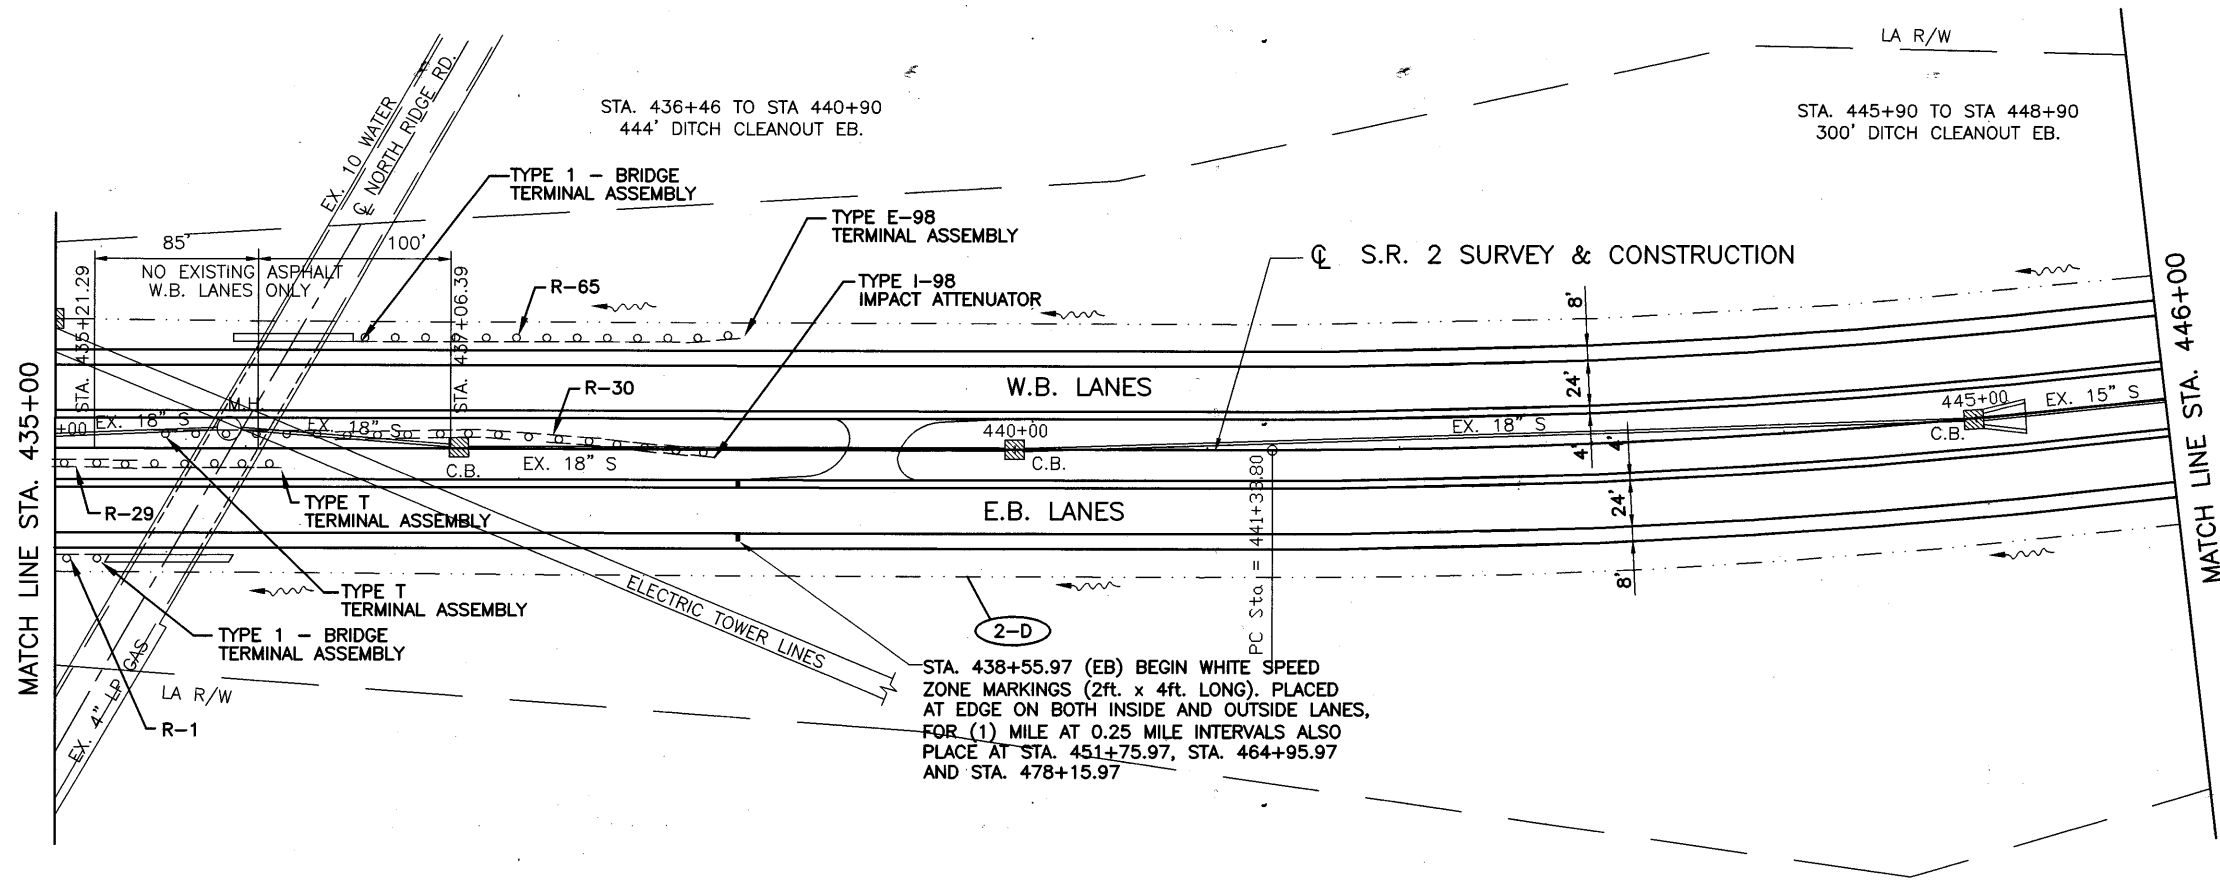 LA R/W
STA. 436+46 TO STA 440+90
444' DITCH CLEANOUT EB.
STA. 445+90 TO STA 448+90
300' DITCH CLEANOUT EB.
EX. 10 WATER
℄ NORTH RIDGE RD.
TYPE 1 – BRIDGE
TERMINAL ASSEMBLY
TYPE E–98
TERMINAL ASSEMBLY
℄ S.R. 2 SURVEY & CONSTRUCTION
85'
100'
NO EXISTING ASPHALT
W.B. LANES ONLY
R–65
TYPE I–98
IMPACT ATTENUATOR
STA. 435+21.29
STA. 437+06.39
8'
MATCH LINE STA. 435+00
MATCH LINE STA. 446+00
W.B. LANES
24'
R–30
M.H.
+00
EX. 18" S
EX. 18" S
EX. 18" S
C.B.
440+00
C.B.
EX. 18" S
445+00
C.B.
EX. 15" S
4'
4'
PC Sta = 441+33.80
R–29
TYPE T
TERMINAL ASSEMBLY
E.B. LANES
24'
8'
TYPE T
TERMINAL ASSEMBLY
ELECTRIC TOWER LINES
2–D
TYPE 1 – BRIDGE
TERMINAL ASSEMBLY
EX. 4" LP GAS
LA R/W
R–1
STA. 438+55.97 (EB) BEGIN WHITE SPEED
ZONE MARKINGS (2ft. x 4ft. LONG). PLACED
AT EDGE ON BOTH INSIDE AND OUTSIDE LANES,
FOR (1) MILE AT 0.25 MILE INTERVALS ALSO
PLACE AT STA. 451+75.97, STA. 464+95.97
AND STA. 478+15.97